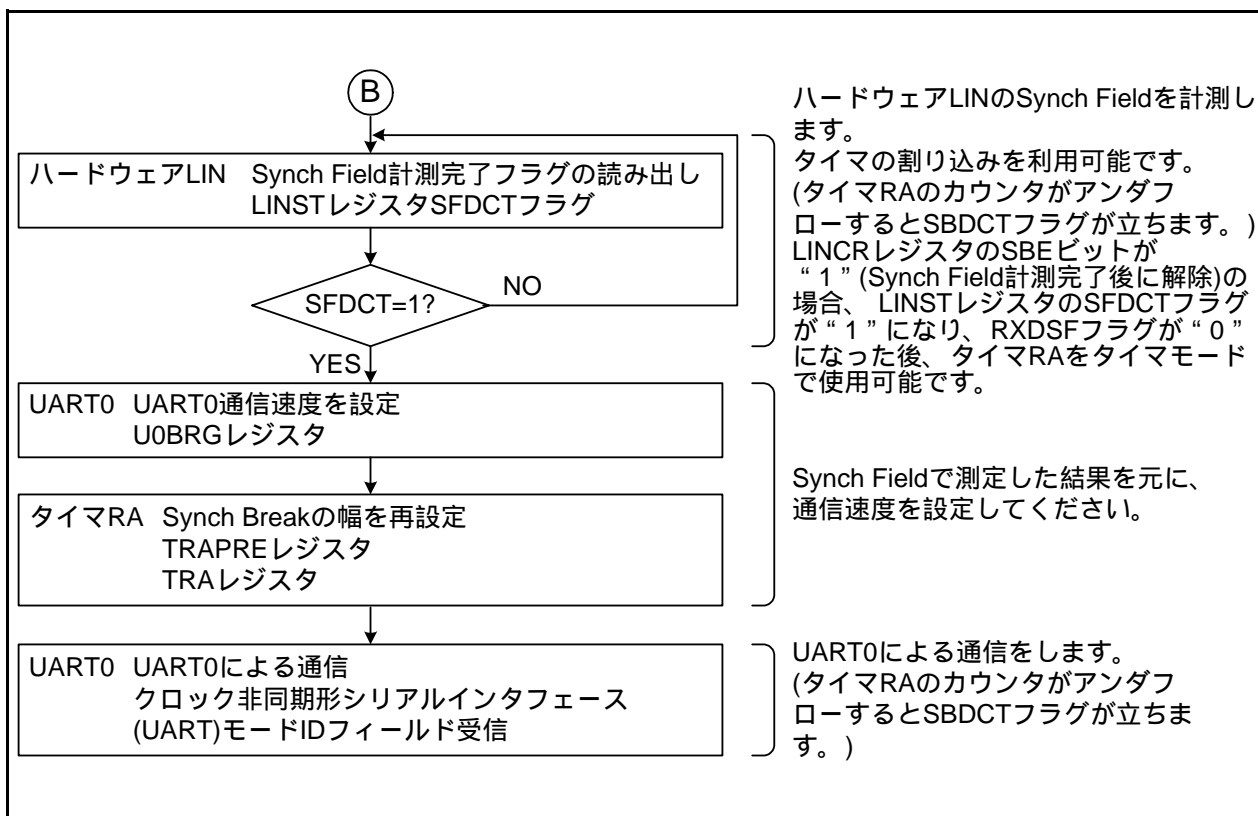 B
ハードウェアLIN Synch Field計測完了フラグの読み出し
LINSTレジスタSFDCTフラグ
SFDCT=1?
NO
YES
UART0 UART0通信速度を設定
U0BRGレジスタ
タイマRA Synch Breakの幅を再設定
TRAPREレジスタ
TRAレジスタ
UART0 UART0による通信
クロック非同期形シリアルインタフェース
(UART)モードIDフィールド受信
ハードウェアLINのSynch Fieldを計測し
ます。
タイマの割り込みを利用可能です。
(タイマRAのカウンタがアンダフ
ローするとSBDCTフラグが立ちます。)
LINCRレジスタのSBEビットが
“1”(Synch Field計測完了後に解除)の
場合、LINSTレジスタのSFDCTフラグ
が“1”になり、RXDSFフラグが“0”
になった後、タイマRAをタイマモード
で使用可能です。
Synch Fieldで測定した結果を元に、
通信速度を設定してください。
UART0による通信をします。
(タイマRAのカウンタがアンダフ
ローするとSBDCTフラグが立ちま
す。)